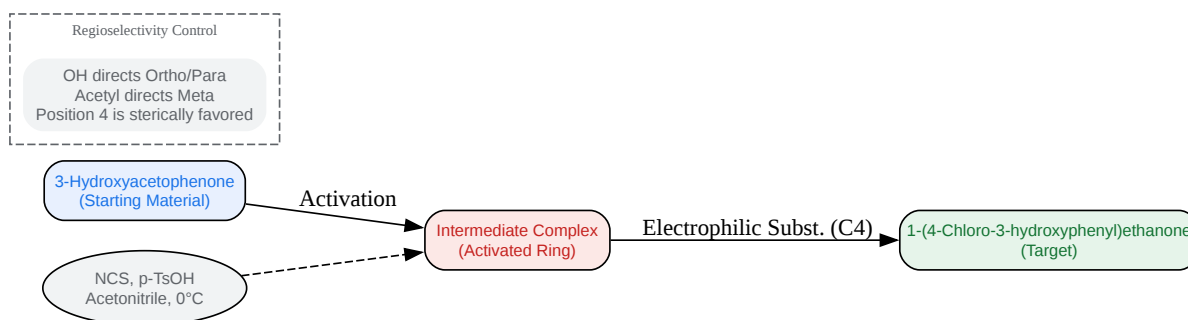 Regioselectivity Control
OH directs Ortho/Para
Acetyl directs Meta
Position 4 is sterically favored
3-Hydroxyacetophenone
(Starting Material)
Activation
NCS, p-TsOH
Acetonitrile, 0°C
Intermediate Complex
(Activated Ring)
Electrophilic Subst. (C4)
1-(4-Chloro-3-hydroxyphenyl)ethanone
(Target)